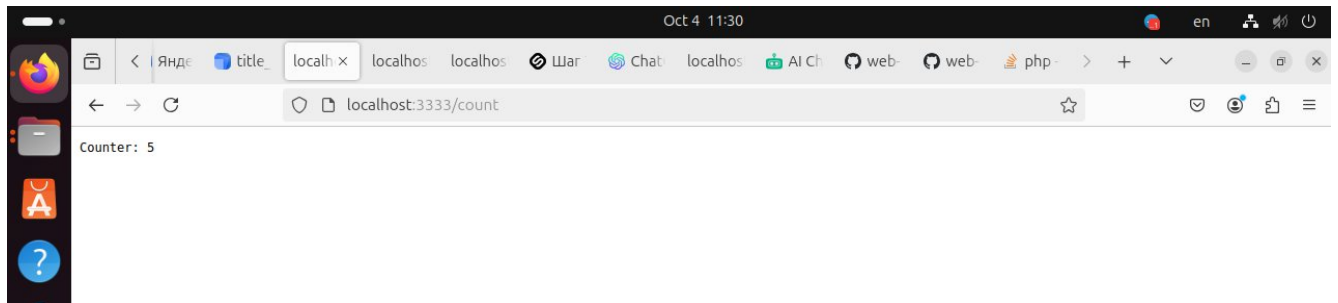 Oct 4 11:30
en
Янде title_ localh localhos localhos Шаг Chat localhos AI Ch web- web- php -
localhost:3333/count
Counter: 5